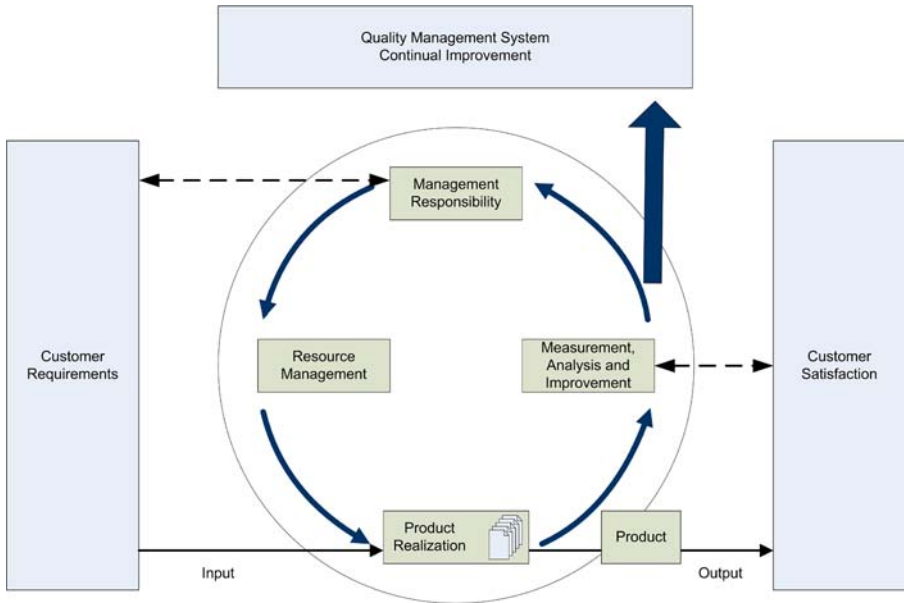 Quality Management System
Continual Improvement
Management
Responsibility
Customer
Requirements
Resource
Management
Measurement,
Analysis and
Improvement
Customer
Satisfaction
Product
Realization
Product
Input
Output